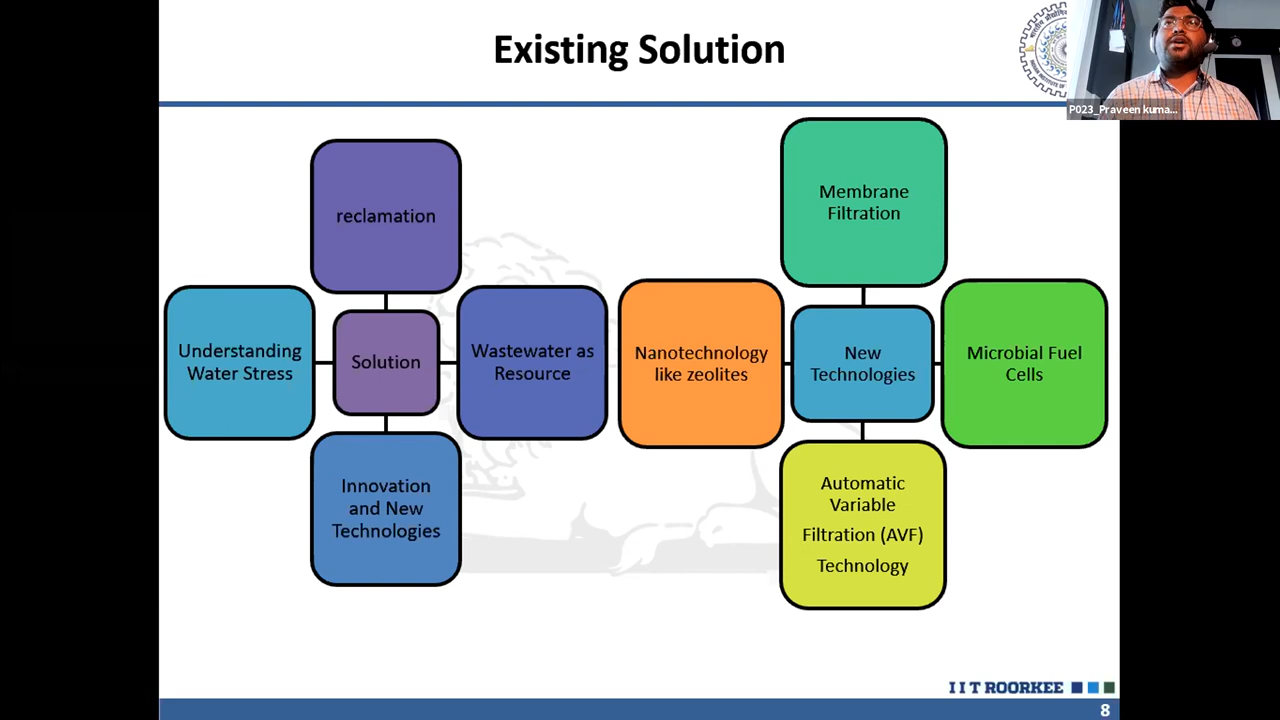 Existing Solution
P023_Praveen kuma...
reclamation
Understanding
Water Stress
Solution
Wastewater as
Resource
Innovation
and New
Technologies
Membrane
Filtration
Nanotechnology
like zeolites
New
Technologies
Microbial Fuel
Cells
Automatic
Variable
Filtration (AVF)
Technology
I I T ROORKEE
8